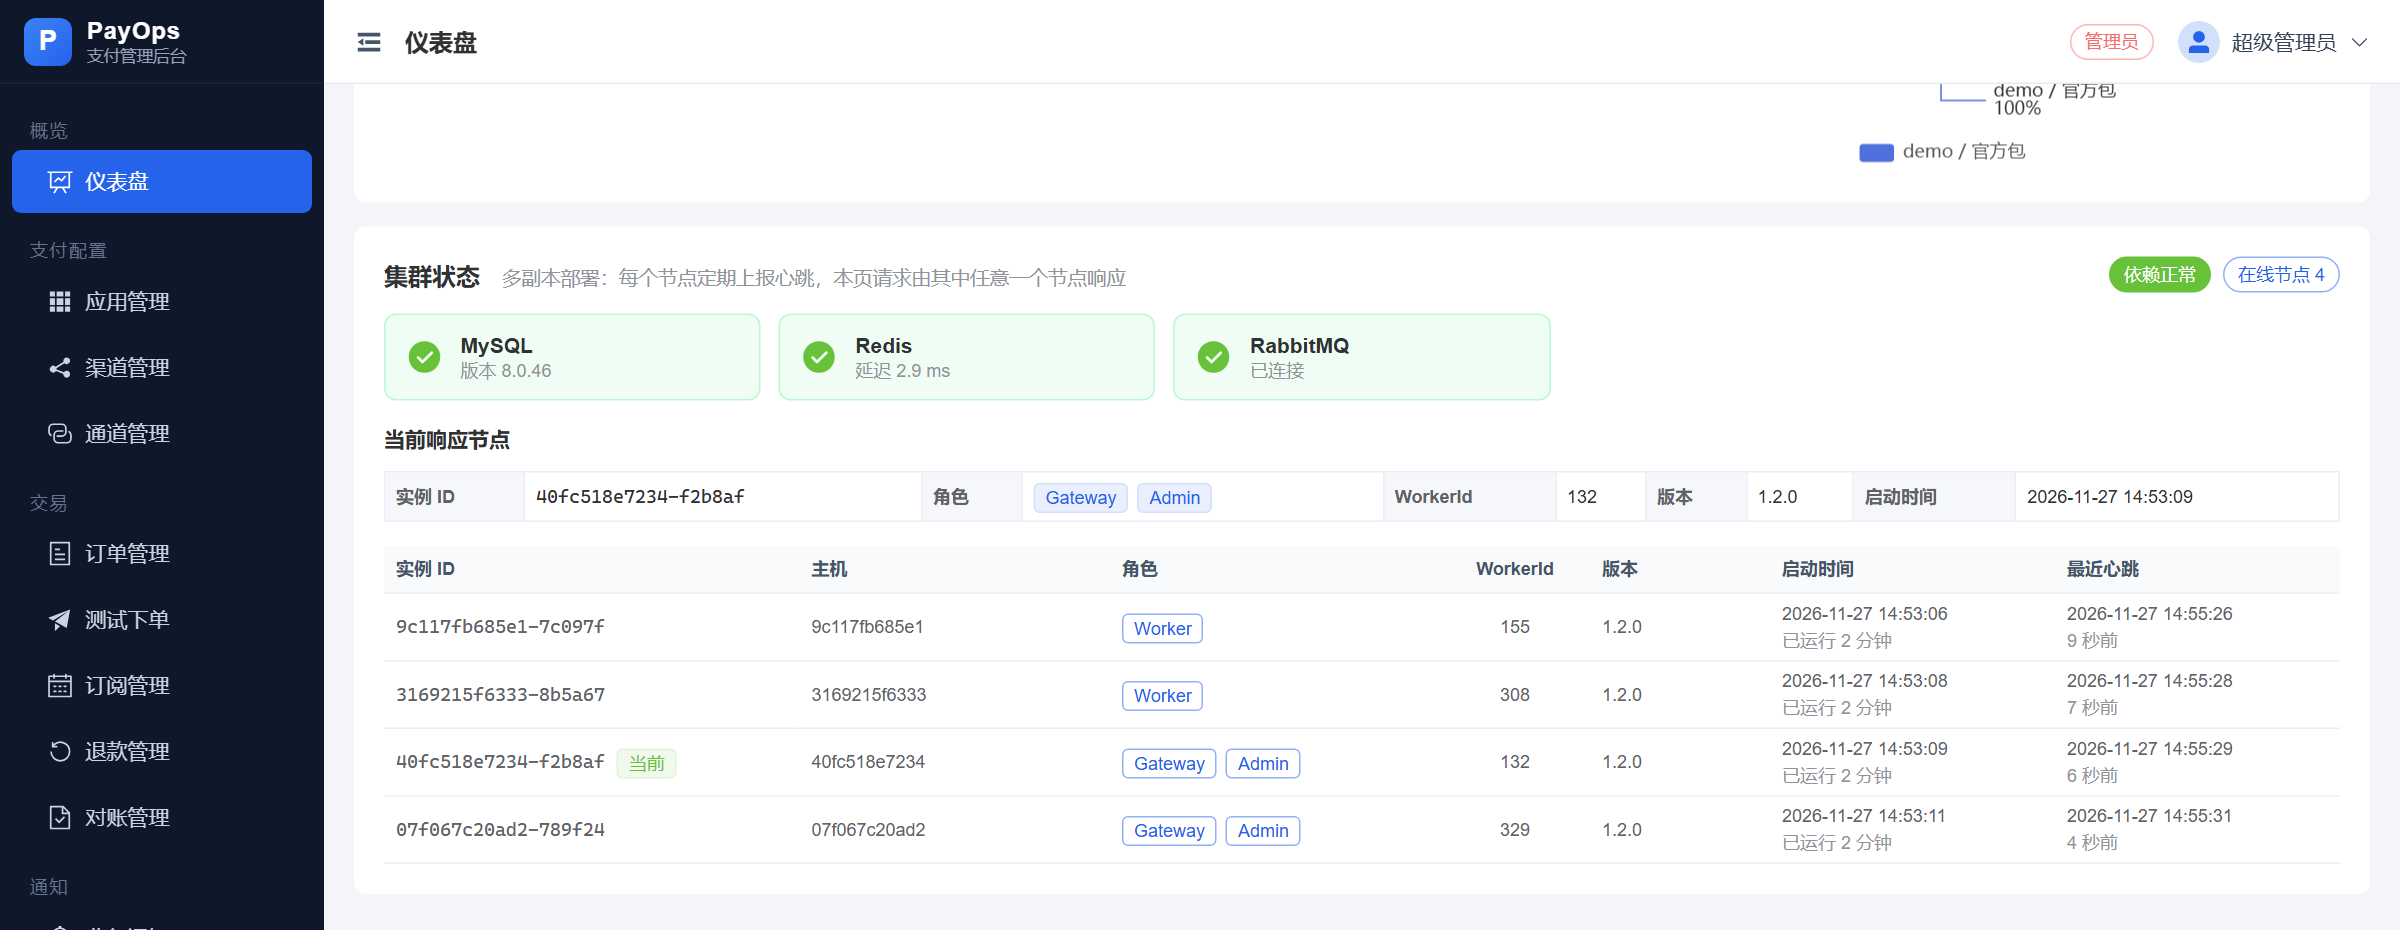 P
PayOps
支付管理后台
概览
仪表盘
支付配置
应用管理
渠道管理
通道管理
交易
订单管理
测试下单
订阅管理
退款管理
对账管理
通知
仪表盘
管理员
超级管理员
demo / 官方包
100%
demo / 官方包
集群状态 多副本部署：每个节点定期上报心跳，本页请求由其中任意一个节点响应
依赖正常 在线节点 4
MySQL
版本 8.0.46
Redis
延迟 2.9 ms
RabbitMQ
已连接
当前响应节点
实例 ID 40fc518e7234-f2b8af 角色 Gateway Admin WorkerId 132 版本 1.2.0 启动时间 2026-11-27 14:53:09
实例 ID 主机 角色 WorkerId 版本 启动时间 最近心跳
9c117fb685e1-7c097f 9c117fb685e1 Worker 155 1.2.0 2026-11-27 14:53:06 2026-11-27 14:55:26
已运行 2 分钟 9 秒前
3169215f6333-8b5a67 3169215f6333 Worker 308 1.2.0 2026-11-27 14:53:08 2026-11-27 14:55:28
已运行 2 分钟 7 秒前
40fc518e7234-f2b8af 当前 40fc518e7234 Gateway Admin 132 1.2.0 2026-11-27 14:53:09 2026-11-27 14:55:29
已运行 2 分钟 6 秒前
07f067c20ad2-789f24 07f067c20ad2 Gateway Admin 329 1.2.0 2026-11-27 14:53:11 2026-11-27 14:55:31
已运行 2 分钟 4 秒前